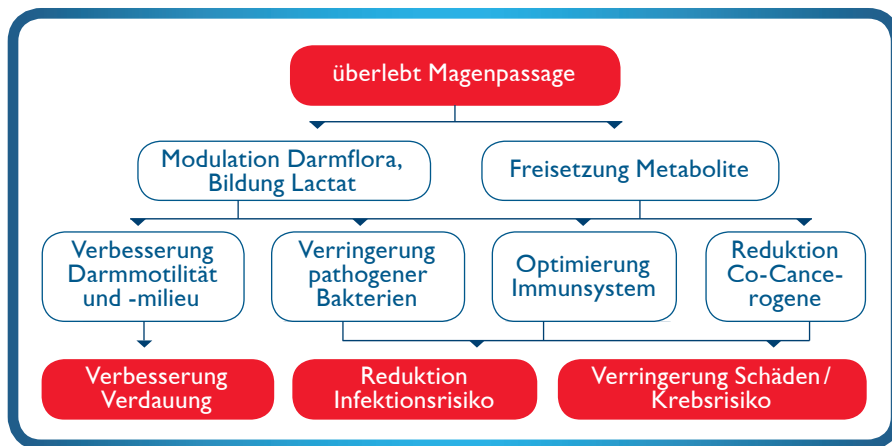 überlebt Magenpassage
Modulation Darmflora,
Bildung Lactat
Freisetzung Metabolite
Verbesserung
Darmmotilität
und -milieu
Verringerung
pathogener
Bakterien
Optimierung
Immunsystem
Reduktion
Co-Cance-
rogene
Verbesserung
Verdauung
Reduktion
Infektionsrisiko
Verringerung Schäden/
Krebsrisiko